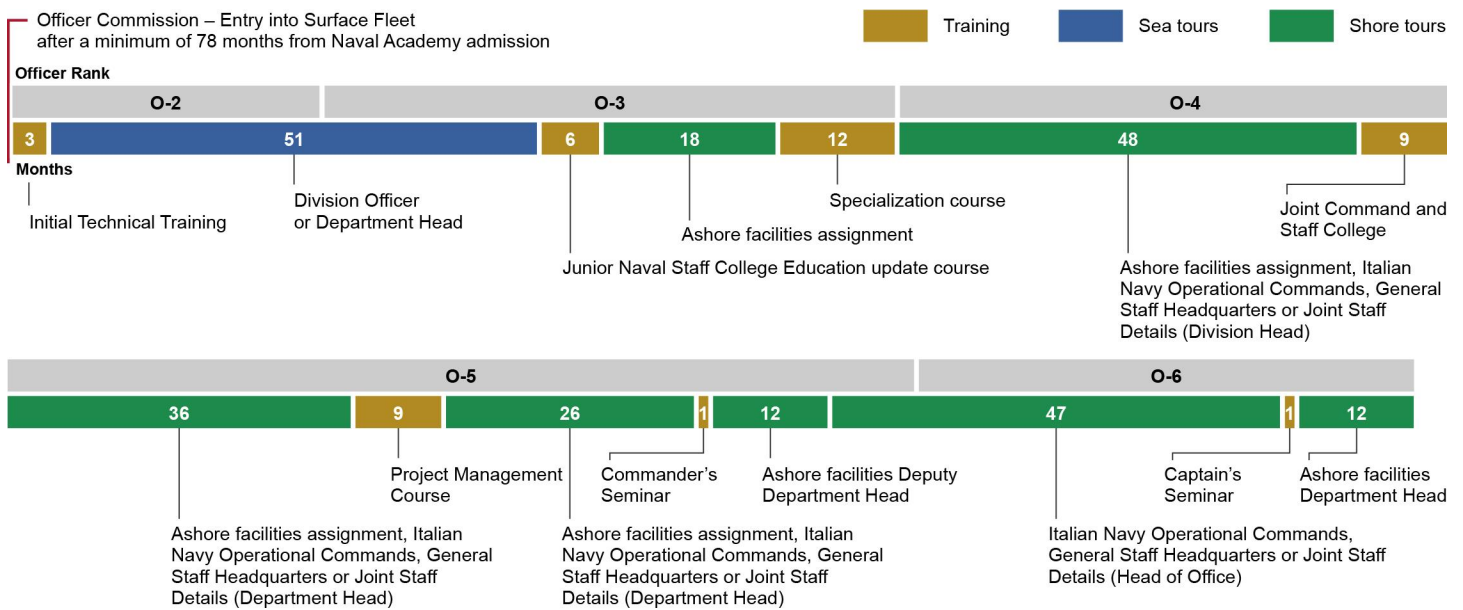 Officer Commission – Entry into Surface Fleet
after a minimum of 78 months from Naval Academy admission
Training
Sea tours
Shore tours
Officer Rank
O-2
O-3
O-4
3
51
6
18
12
48
9
Months
Initial Technical Training
Division Officer
or Department Head
Junior Naval Staff College Education update course
Ashore facilities assignment
Specialization course
Ashore facilities assignment, Italian
Navy Operational Commands, General
Staff Headquarters or Joint Staff
Details (Division Head)
Joint Command and
Staff College
O-5
O-6
36
9
26
1
12
47
1
12
Ashore facilities assignment, Italian
Navy Operational Commands, General
Staff Headquarters or Joint Staff
Details (Department Head)
Project Management
Course
Ashore facilities assignment, Italian
Navy Operational Commands, General
Staff Headquarters or Joint Staff
Details (Department Head)
Commander's
Seminar
Ashore facilities Deputy
Department Head
Italian Navy Operational Commands,
General Staff Headquarters or Joint Staff
Details (Head of Office)
Captain's
Seminar
Ashore facilities
Department Head